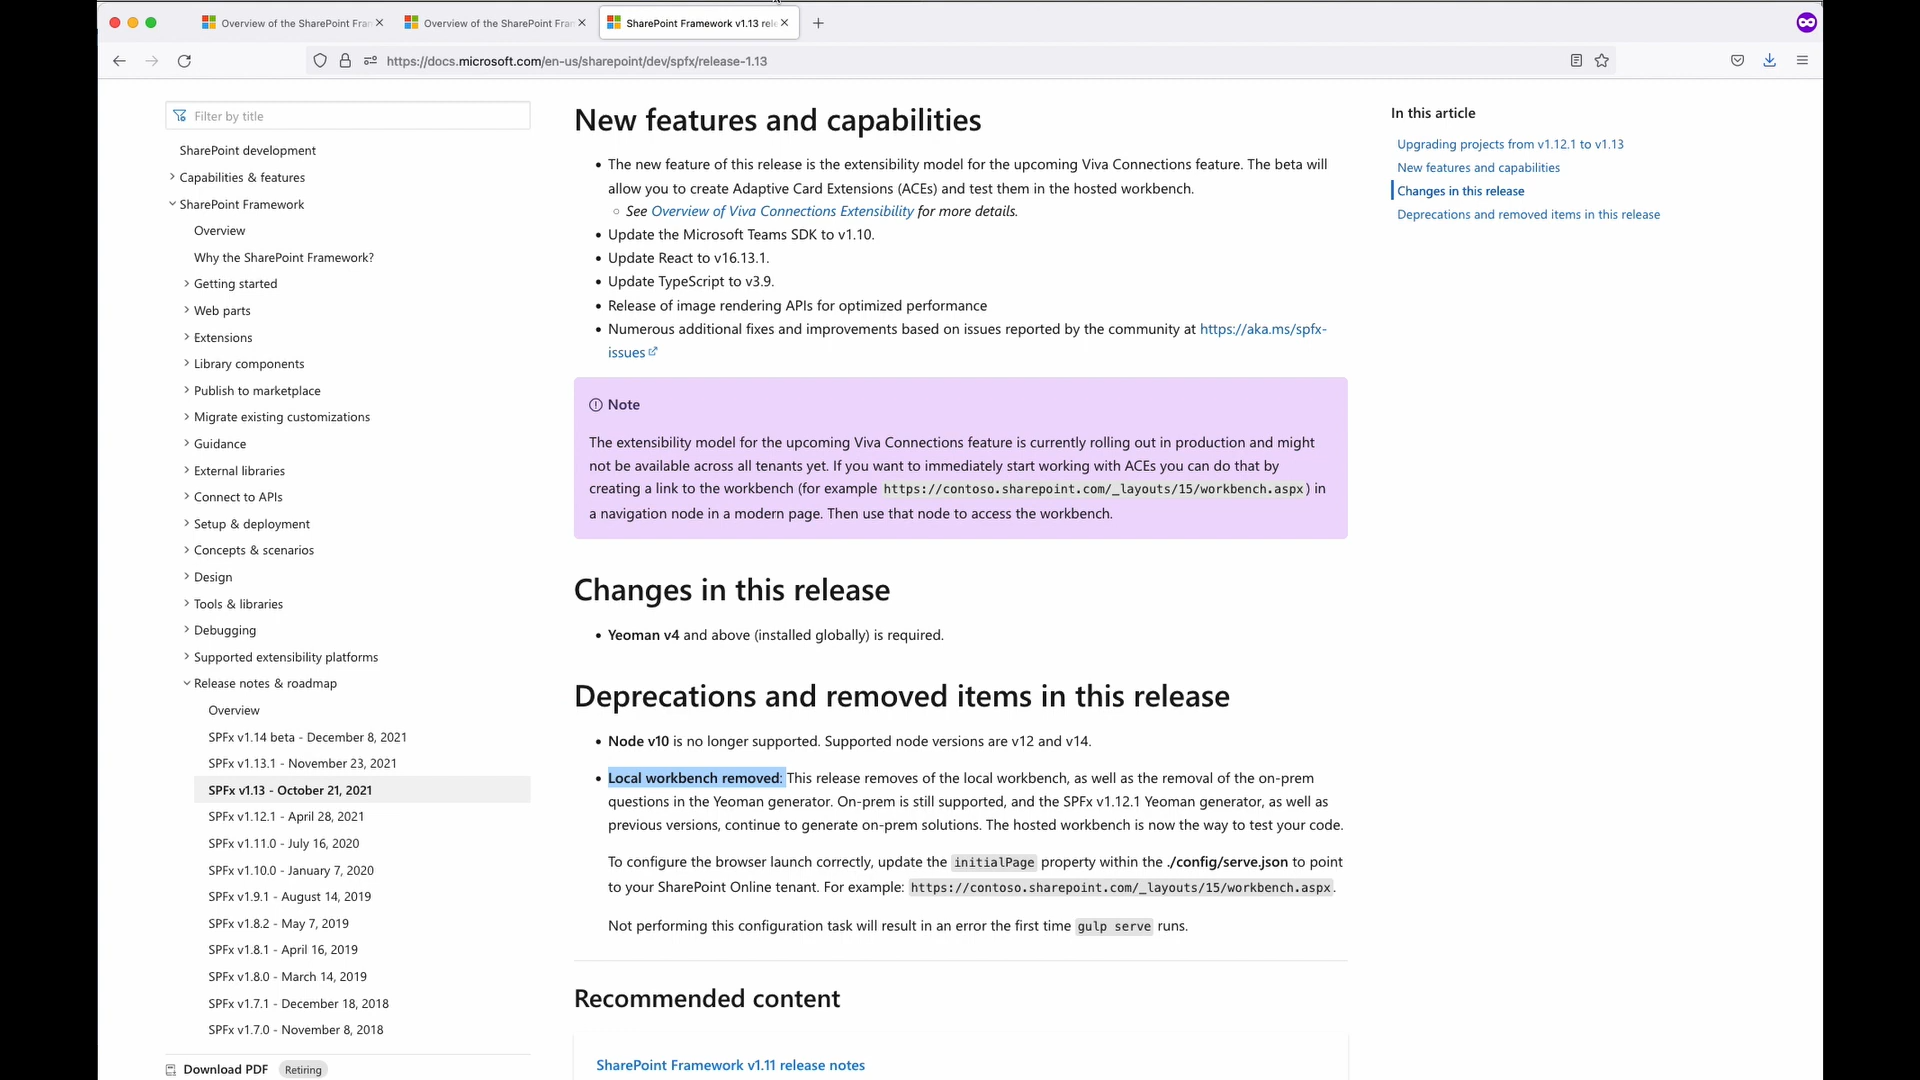 Overview of the SharePoint Fran
Overview of the SharePoint Fran
SharePoint Framework v1.13 rele
https://docs.microsoft.com/en-us/sharepoint/dev/spfx/release-1.13
Filter by title
SharePoint development
Capabilities & features
SharePoint Framework
Overview
Why the SharePoint Framework?
Getting started
Web parts
Extensions
Library components
Publish to marketplace
Migrate existing customizations
Guidance
External libraries
Connect to APIs
Setup & deployment
Concepts & scenarios
Design
Tools & libraries
Debugging
Supported extensibility platforms
Release notes & roadmap
Overview
SPFx v1.14 beta - December 8, 2021
SPFx v1.13.1 - November 23, 2021
SPFx v1.13 - October 21, 2021
SPFx v1.12.1 - April 28, 2021
SPFx v1.11.0 - July 16, 2020
SPFx v1.10.0 - January 7, 2020
SPFx v1.9.1 - August 14, 2019
SPFx v1.8.2 - May 7, 2019
SPFx v1.8.1 - April 16, 2019
SPFx v1.8.0 - March 14, 2019
SPFx v1.7.1 - December 18, 2018
SPFx v1.7.0 - November 8, 2018
Download PDF Retiring
New features and capabilities
• The new feature of this release is the extensibility model for the upcoming Viva Connections feature. The beta will
allow you to create Adaptive Card Extensions (ACEs) and test them in the hosted workbench.
○ See Overview of Viva Connections Extensibility for more details.
• Update the Microsoft Teams SDK to v1.10.
• Update React to v16.13.1.
• Update TypeScript to v3.9.
• Release of image rendering APIs for optimized performance
• Numerous additional fixes and improvements based on issues reported by the community at https://aka.ms/spfx-
issues
Note
The extensibility model for the upcoming Viva Connections feature is currently rolling out in production and might
not be available across all tenants yet. If you want to immediately start working with ACEs you can do that by
creating a link to the workbench (for example https://contoso.sharepoint.com/_layouts/15/workbench.aspx) in
a navigation node in a modern page. Then use that node to access the workbench.
Changes in this release
• Yeoman v4 and above (installed globally) is required.
Deprecations and removed items in this release
• Node v10 is no longer supported. Supported node versions are v12 and v14.
• Local workbench removed: This release removes of the local workbench, as well as the removal of the on-prem
questions in the Yeoman generator. On-prem is still supported, and the SPFx v1.12.1 Yeoman generator, as well as
previous versions, continue to generate on-prem solutions. The hosted workbench is now the way to test your code.
To configure the browser launch correctly, update the initialPage property within the ./config/serve.json to point
to your SharePoint Online tenant. For example: https://contoso.sharepoint.com/_layouts/15/workbench.aspx.
Not performing this configuration task will result in an error the first time gulp serve runs.
Recommended content
SharePoint Framework v1.11 release notes
In this article
Upgrading projects from v1.12.1 to v1.13
New features and capabilities
Changes in this release
Deprecations and removed items in this release